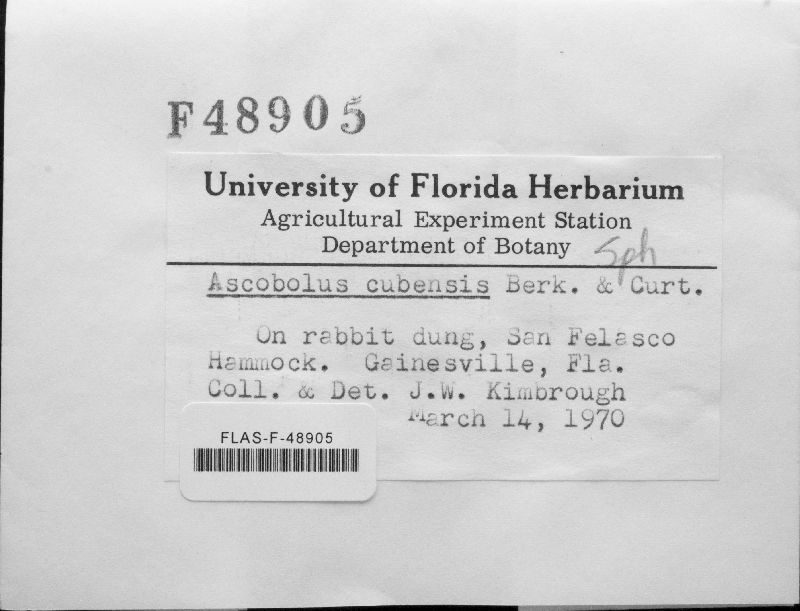 F48905
University of Florida Herbarium
Agricultural Experiment Station
Department of Botany
Sph
Ascobolus cubensis Berk. & Curt.
On rabbit dung, San Felasco
Hammock. Gainesville, Fla.
Coll. & Det. J.W. Kimbrough
March 14, 1970
FLAS-F-48905